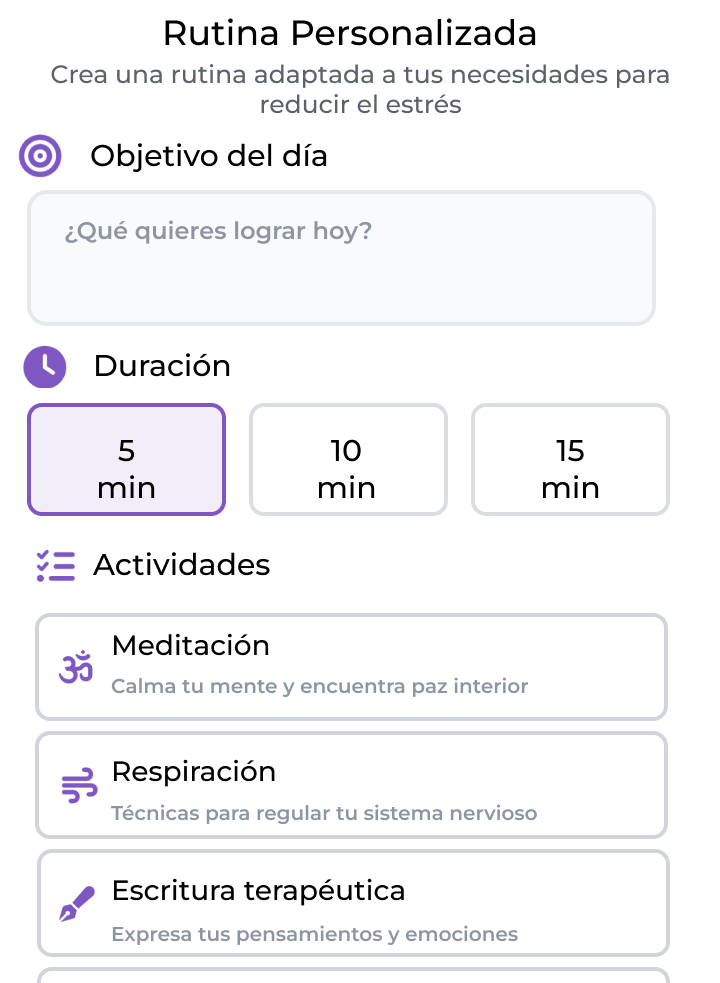 Rutina Personalizada
Crea una rutina adaptada a tus necesidades para
reducir el estrés
Objetivo del día
¿Qué quieres lograr hoy?
Duración
5
min
10
min
15
min
Actividades
Meditación
Calma tu mente y encuentra paz interior
Respiración
Técnicas para regular tu sistema nervioso
Escritura terapéutica
Expresa tus pensamientos y emociones